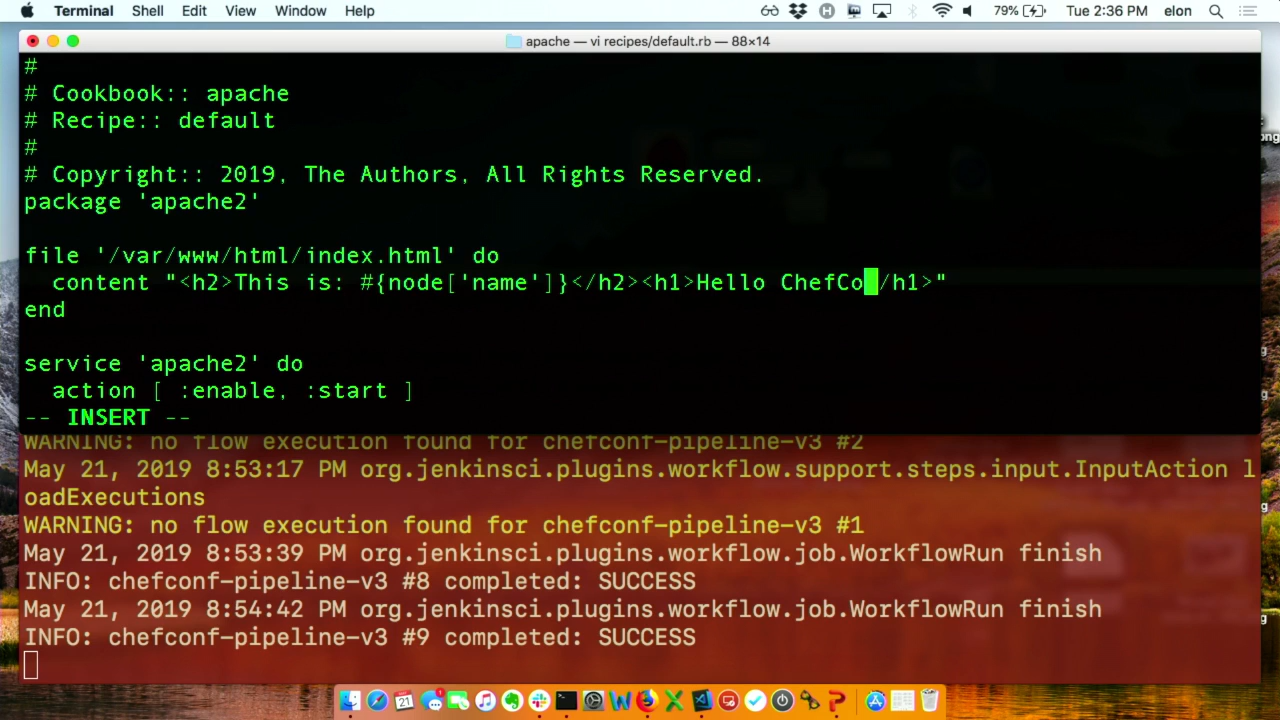 Terminal Shell Edit View Window Help 79% Tue 2:36 PM elon
apache — vi recipes/default.rb — 88×14
#
# Cookbook:: apache
# Recipe:: default
#
# Copyright:: 2019, The Authors, All Rights Reserved.
package 'apache2'
file '/var/www/html/index.html' do
content "<h2>This is: #{node['name']}</h2><h1>Hello ChefCo /h1>"
end
service 'apache2' do
action [ :enable, :start ]
-- INSERT --
WARNING: no flow execution found for chefconf-pipeline-v3 #2
May 21, 2019 8:53:17 PM org.jenkinsci.plugins.workflow.support.steps.input.InputAction l
oadExecutions
WARNING: no flow execution found for chefconf-pipeline-v3 #1
May 21, 2019 8:53:39 PM org.jenkinsci.plugins.workflow.job.WorkflowRun finish
INFO: chefconf-pipeline-v3 #8 completed: SUCCESS
May 21, 2019 8:54:42 PM org.jenkinsci.plugins.workflow.job.WorkflowRun finish
INFO: chefconf-pipeline-v3 #9 completed: SUCCESS